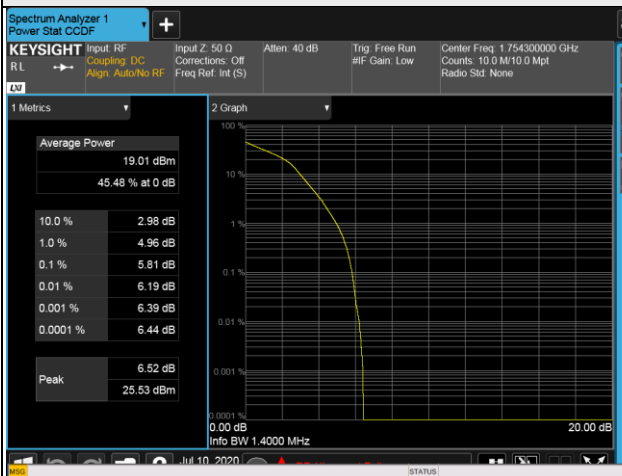 Spectrum Analyzer 1
Power Stat CCDF
+
KEYSIGHT
RL
LXI
Input: RF
Coupling: DC
Align: Auto/No RF
Input Z: 50 Ω
Corrections: Off
Freq Ref: Int (S)
Atten: 40 dB
Trig: Free Run
#IF Gain: Low
Center Freq: 1.754300000 GHz
Counts: 10.0 M/10.0 Mpt
Radio Std: None
1 Metrics
Average Power
19.01 dBm
45.48 % at 0 dB
10.0 % 2.98 dB
1.0 % 4.96 dB
0.1 % 5.81 dB
0.01 % 6.19 dB
0.001 % 6.39 dB
0.0001 % 6.44 dB
Peak
6.52 dB
25.53 dBm
2 Graph
100 %
10 %
1 %
0.1 %
0.01 %
0.001 %
0.0001 %
0.00 dB 20.00 dB
Info BW 1.4000 MHz
Jul 10, 2020
MSG STATUS